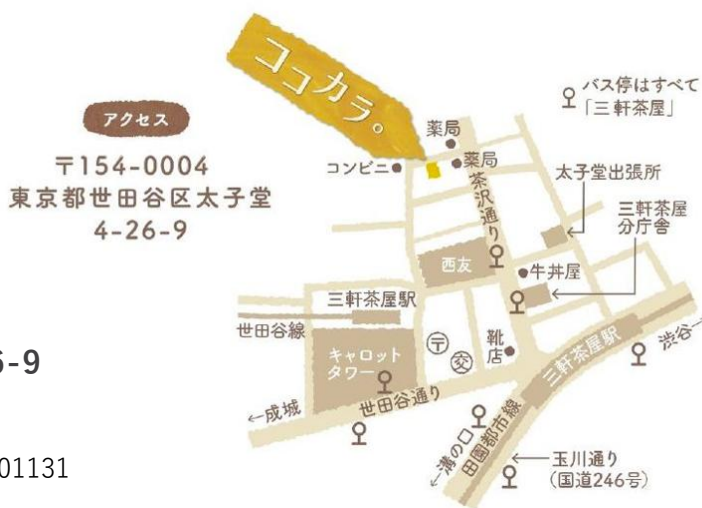 ココカラ。
アクセス
〒154-0004
東京都世田谷区太子堂
4-26-9
6-9
01131
バス停はすべて
「三軒茶屋」
薬局
薬局
コンビニ
茶沢通り
太子堂出張所
三軒茶屋
分庁舎
西友
牛丼屋
三軒茶屋駅
世田谷線
キャロット
タワー
〒
交
靴
店
三軒茶屋駅
渋谷→
世田谷通り
←成城
←溝の口
田園都市線
玉川通り
(国道246号)